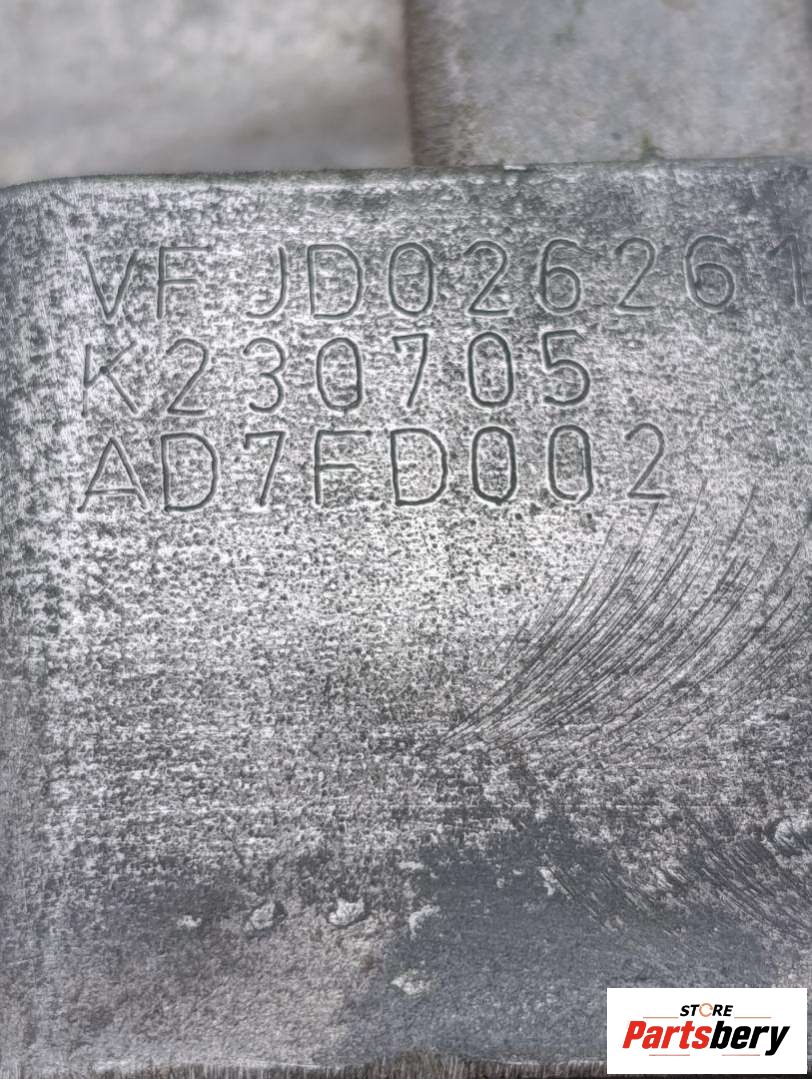 VF JD026261
K230705
AD7FD002
STORE
Partsbery